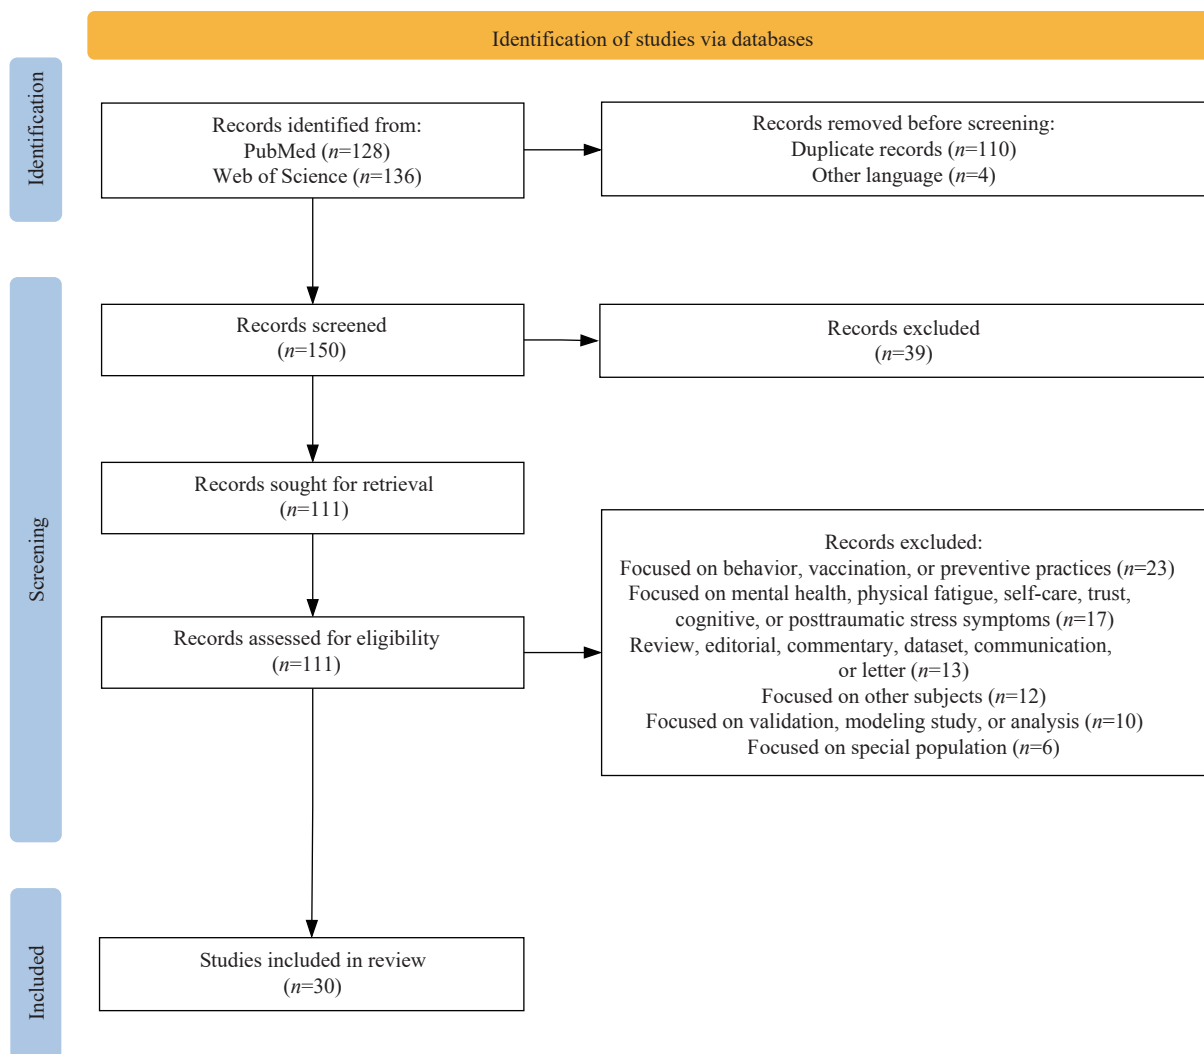 Identification of studies via databases
Identification
Records identified from:
PubMed (n=128)
Web of Science (n=136)
Records removed before screening:
Duplicate records (n=110)
Other language (n=4)
Screening
Records screened
(n=150)
Records excluded
(n=39)
Records sought for retrieval
(n=111)
Records assessed for eligibility
(n=111)
Records excluded:
Focused on behavior, vaccination, or preventive practices (n=23)
Focused on mental health, physical fatigue, self-care, trust,
cognitive, or posttraumatic stress symptoms (n=17)
Review, editorial, commentary, dataset, communication,
or letter (n=13)
Focused on other subjects (n=12)
Focused on validation, modeling study, or analysis (n=10)
Focused on special population (n=6)
Included
Studies included in review
(n=30)